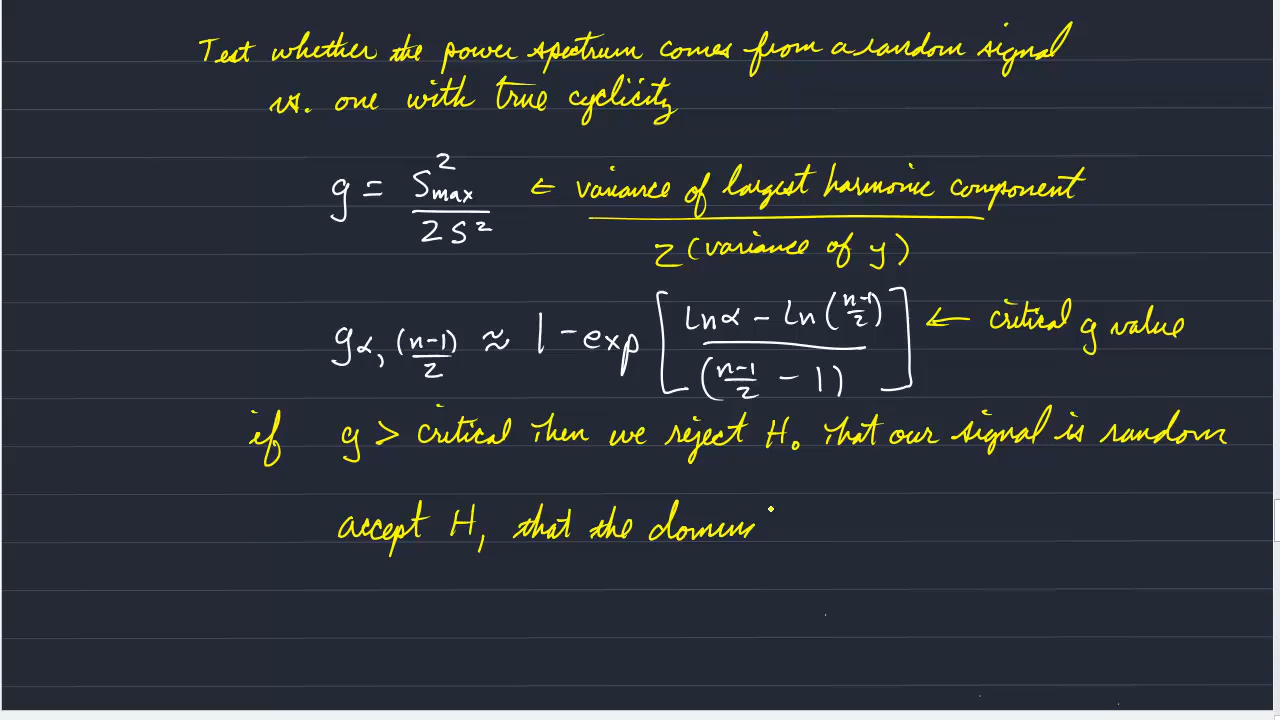 Test whether the power spectrum comes from a random signal
vs. one with true cyclicity
g = S²max / 2S² ← variance of largest harmonic component / 2 (variance of y)
gα, (n-1)/2 ≈ 1 - exp [ (ln α - ln ((n-1)/2)) / ((n-1)/2 - 1) ] ← critical g value
if g > critical then we reject H₀ that our signal is random
accept H₁ that the domin